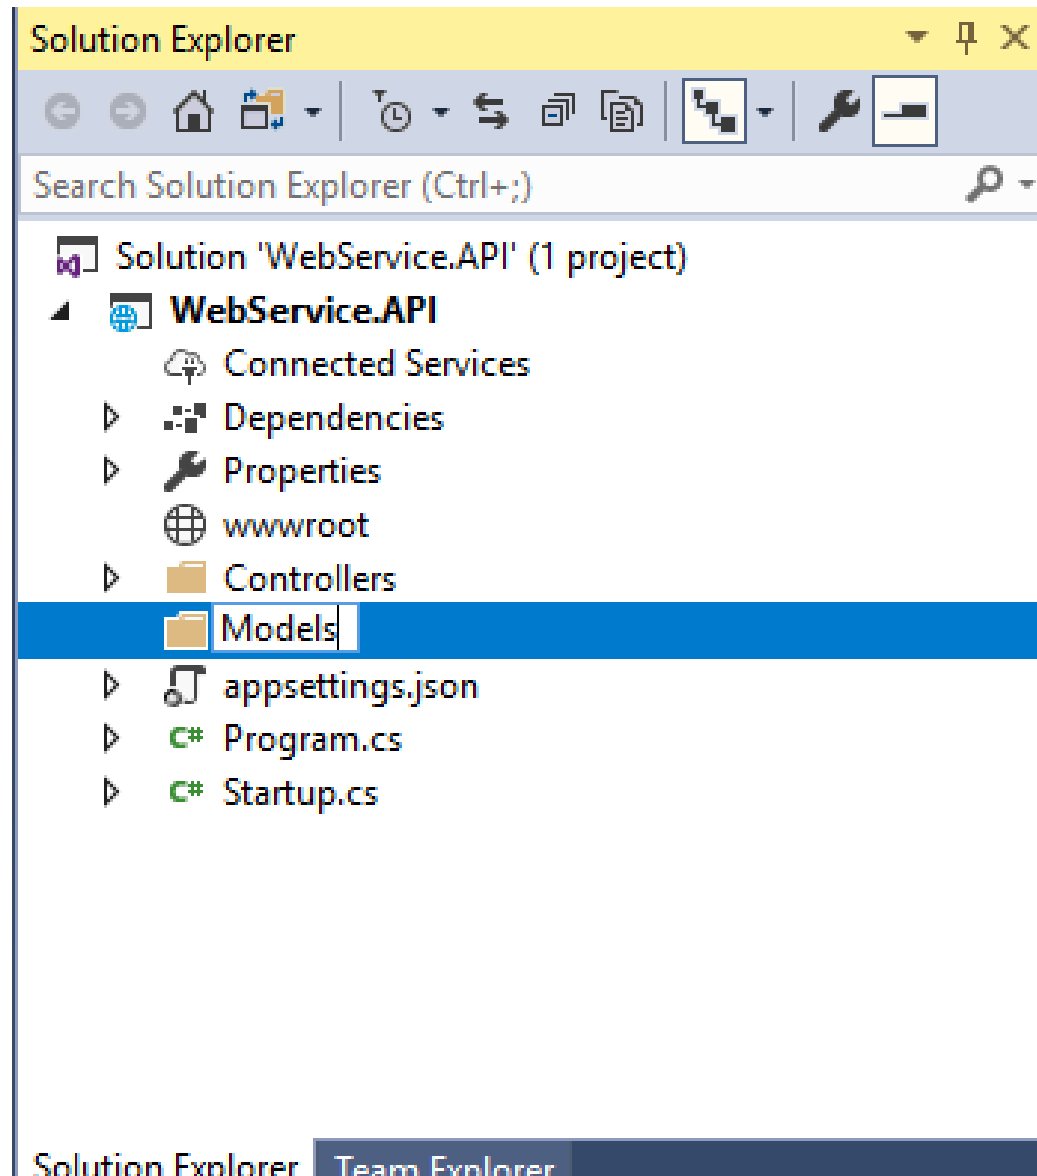 Solution Explorer
Search Solution Explorer (Ctrl+;)
Solution 'WebService.API' (1 project)
WebService.API
Connected Services
Dependencies
Properties
wwwroot
Controllers
Models
appsettings.json
C# Program.cs
C# Startup.cs
Solution Explorer Team Explorer